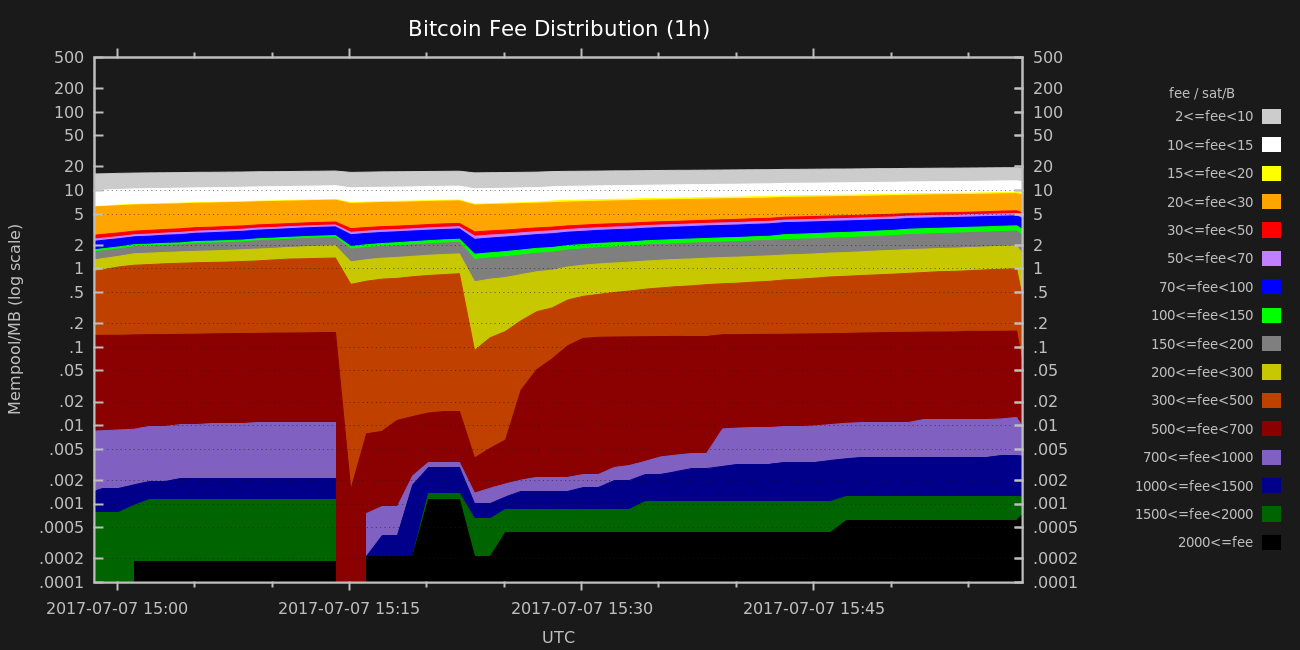 Bitcoin Fee Distribution (1h)
500
200
100
50
20
10
5
2
1
.5
.2
.1
.05
.02
.01
.005
.002
.001
.0005
.0002
.0001
Mempool/MB (log scale)
500
200
100
50
20
10
5
2
1
.5
.2
.1
.05
.02
.01
.005
.002
.001
.0005
.0002
.0001
2017-07-07 15:00 2017-07-07 15:15 2017-07-07 15:30 2017-07-07 15:45
UTC
fee / sat/B
2<=fee<10
10<=fee<15
15<=fee<20
20<=fee<30
30<=fee<50
50<=fee<70
70<=fee<100
100<=fee<150
150<=fee<200
200<=fee<300
300<=fee<500
500<=fee<700
700<=fee<1000
1000<=fee<1500
1500<=fee<2000
2000<=fee